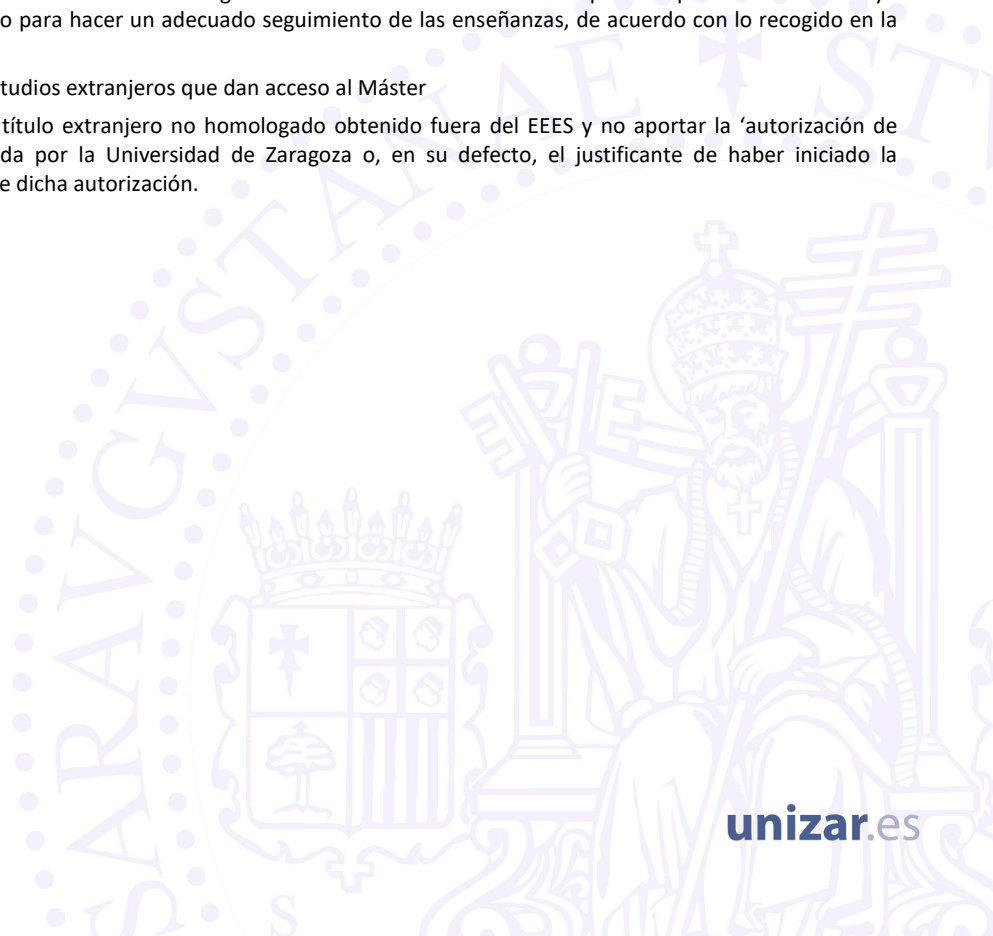 o para hacer un adecuado seguimiento de las enseñanzas, de acuerdo con lo recogido en la
tudios extranjeros que dan acceso al Máster
título extranjero no homologado obtenido fuera del EEES y no aportar la ‘autorización de
da por la Universidad de Zaragoza o, en su defecto, el justificante de haber iniciado la
e dicha autorización.
SARAVGVSTANAE STV
S
unizar.es